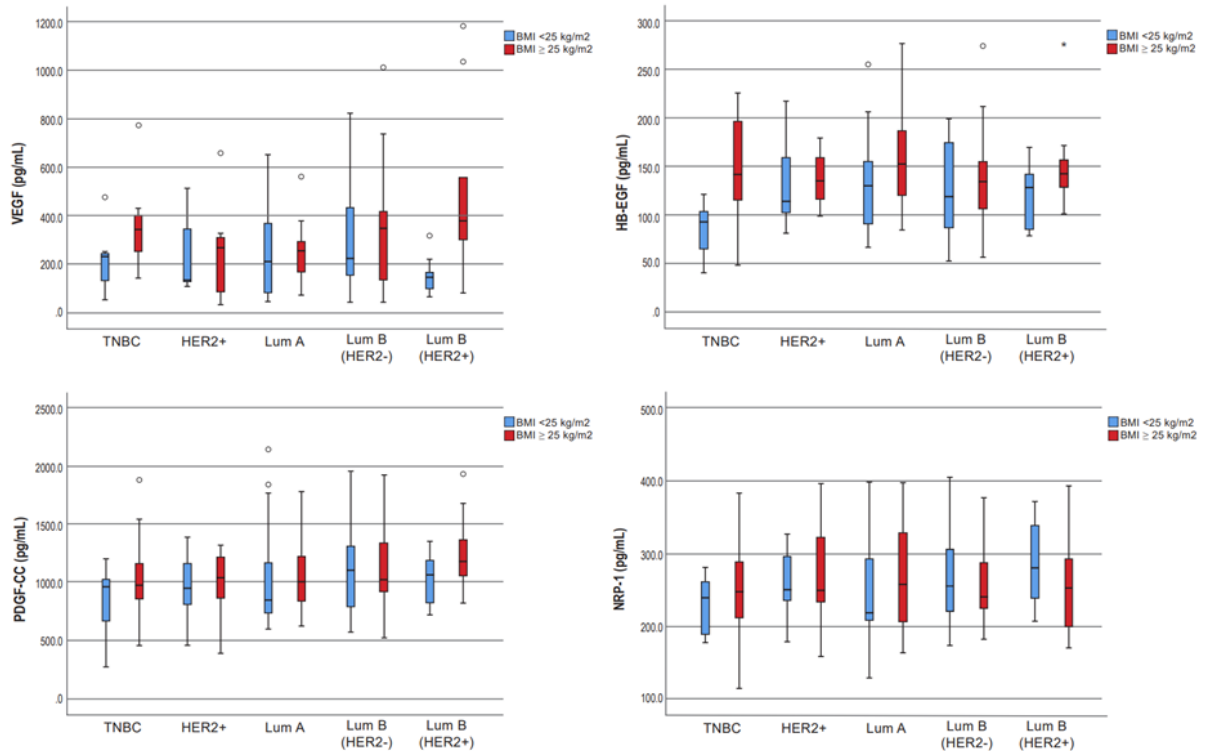 1200.0
1000.0
800.0
600.0
400.0
200.0
.0
VEGF (pg/mL)
BMI <25 kg/m2
BMI ≥ 25 kg/m2
TNBC HER2+ Lum A Lum B (HER2-) Lum B (HER2+)
300.0
250.0
200.0
150.0
100.0
50.0
.0
HB-EGF (pg/mL)
BMI <25 kg/m2
BMI ≥ 25 kg/m2
TNBC HER2+ Lum A Lum B (HER2-) Lum B (HER2+)
2500.0
2000.0
1500.0
1000.0
500.0
.0
PDGF-CC (pg/mL)
BMI <25 kg/m2
BMI ≥ 25 kg/m2
TNBC HER2+ Lum A Lum B (HER2-) Lum B (HER2+)
500.0
400.0
300.0
200.0
100.0
NRP-1 (pg/mL)
BMI <25 kg/m2
BMI ≥ 25 kg/m2
TNBC HER2+ Lum A Lum B (HER2-) Lum B (HER2+)